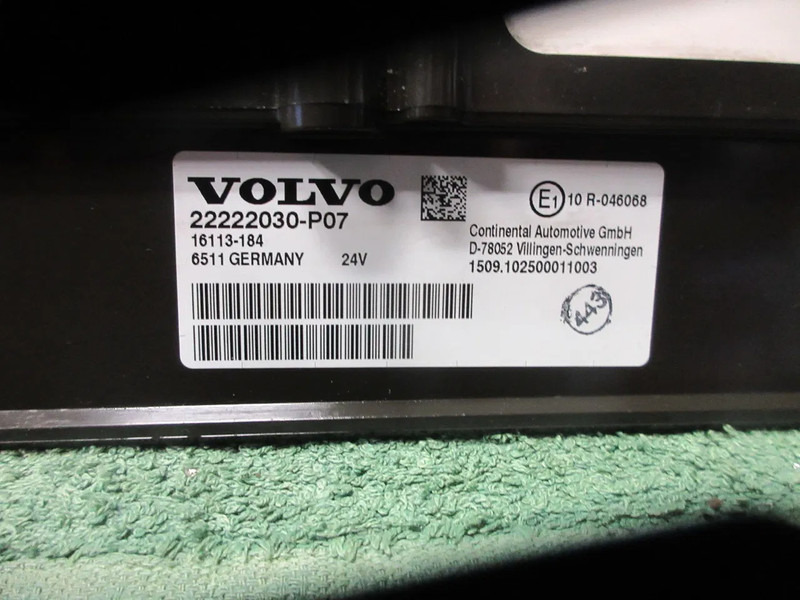 VOLVO
22222030-P07
16113-184
6511 GERMANY 24V
E1 10 R-046068
Continental Automotive GmbH
D-78052 Villingen-Schwenningen
1509.102500011003
443